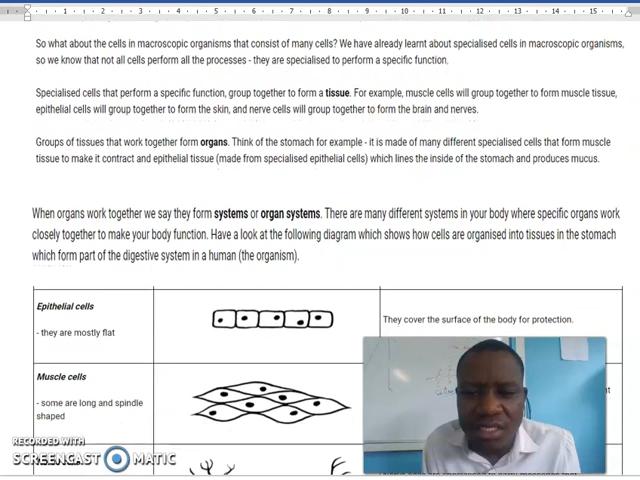 So what about the cells in macroscopic organisms that consist of many cells? We have already learnt about specialised cells in macroscopic organisms,
so we know that not all cells perform all the processes - they are specialised to perform a specific function.
Specialised cells that perform a specific function, group together to form a tissue. For example, muscle cells will group together to form muscle tissue,
epithelial cells will group together to form the skin, and nerve cells will group together to form the brain and nerves.
Groups of tissues that work together form organs. Think of the stomach for example - it is made of many different specialised cells that form muscle
tissue to make it contract and epithelial tissue (made from specialised epithelial cells) which lines the inside of the stomach and produces mucus.
When organs work together we say they form systems or organ systems. There are many different systems in your body where specific organs work
closely together to make your body function. Have a look at the following diagram which shows how cells are organised into tissues in the stomach
which form part of the digestive system in a human (the organism).
Epithelial cells
- they are mostly flat
They cover the surface of the body for protection.
Muscle cells
- some are long and spindle
shaped
RECORDED WITH
SCREENCAST MATIC